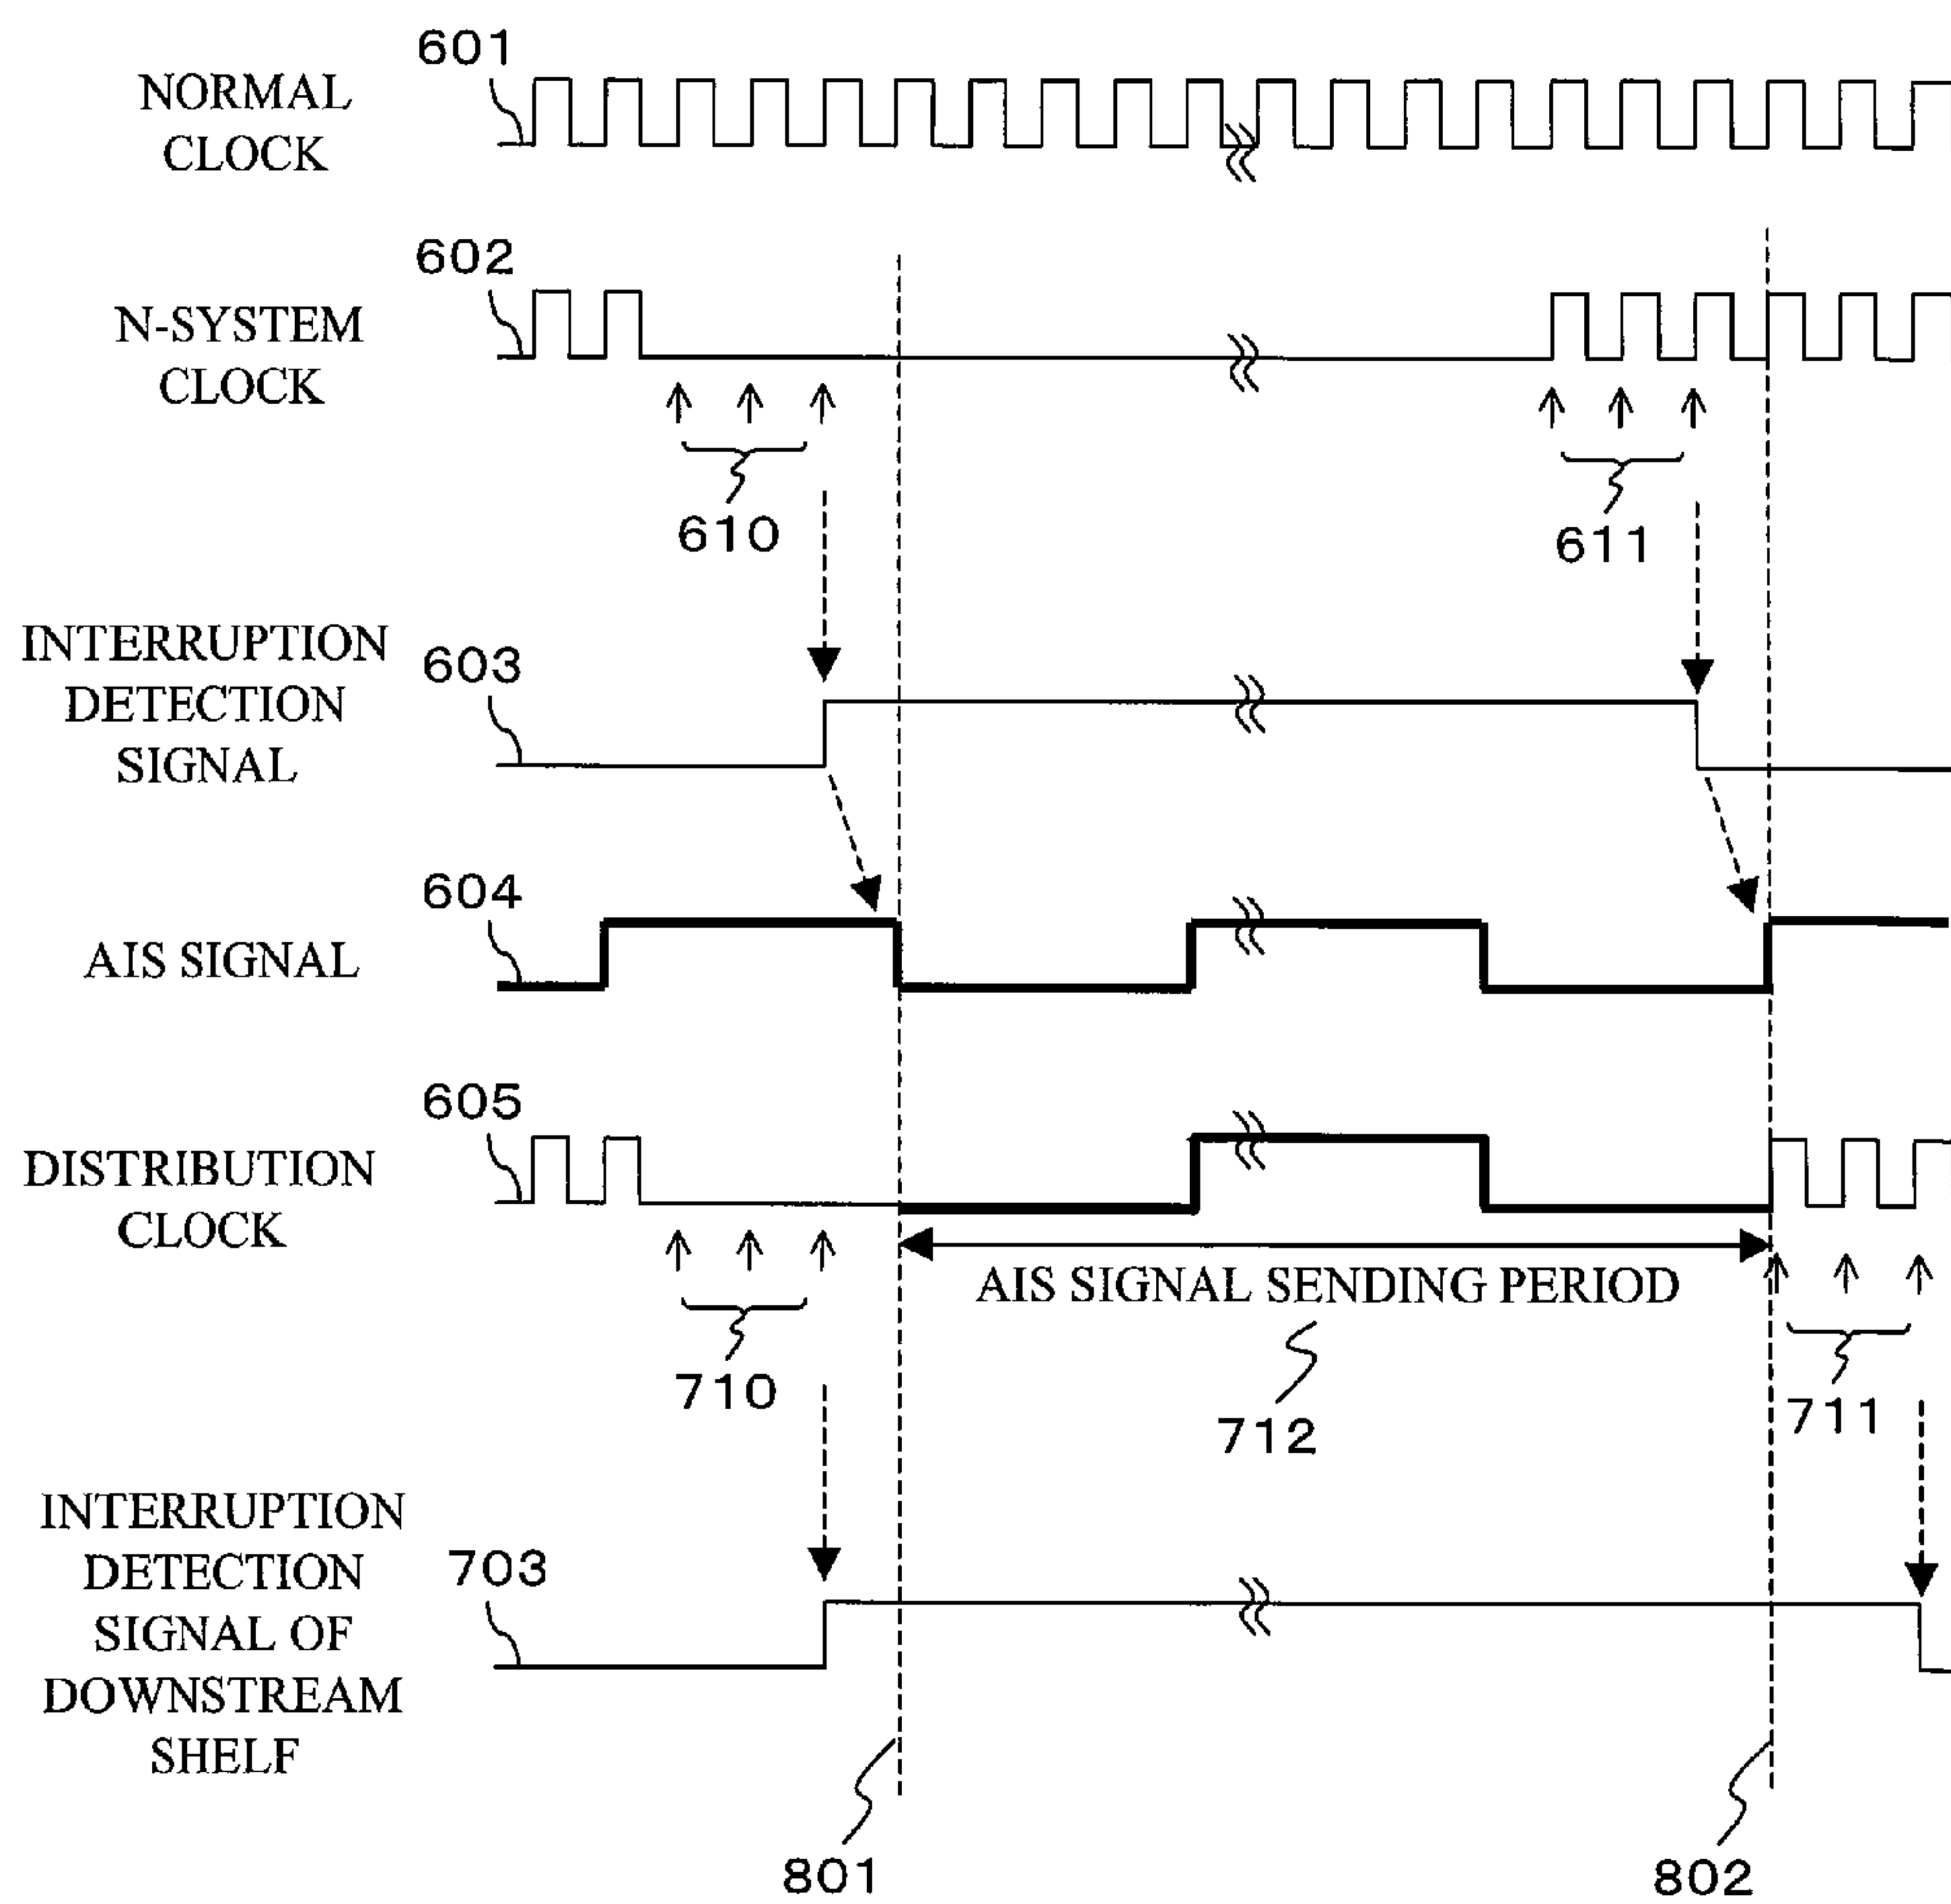 601
NORMAL
CLOCK
602
N-SYSTEM
CLOCK
610
611
INTERRUPTION
DETECTION
SIGNAL
603
604
AIS SIGNAL
605
DISTRIBUTION
CLOCK
AIS SIGNAL SENDING PERIOD
710
712
711
INTERRUPTION
DETECTION
SIGNAL OF
DOWNSTREAM
SHELF
703
801
802